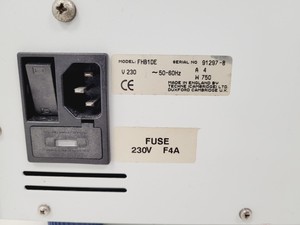 MODEL FHB1DE SERIAL NO 91297-8
V 230 ~50-60Hz A 4
W 750
CE MADE IN ENGLAND BY
TECHNE (CAMBRIDGE) LTD.
DUXFORD CAMBRIDGE U.K.
FUSE
230V F4A